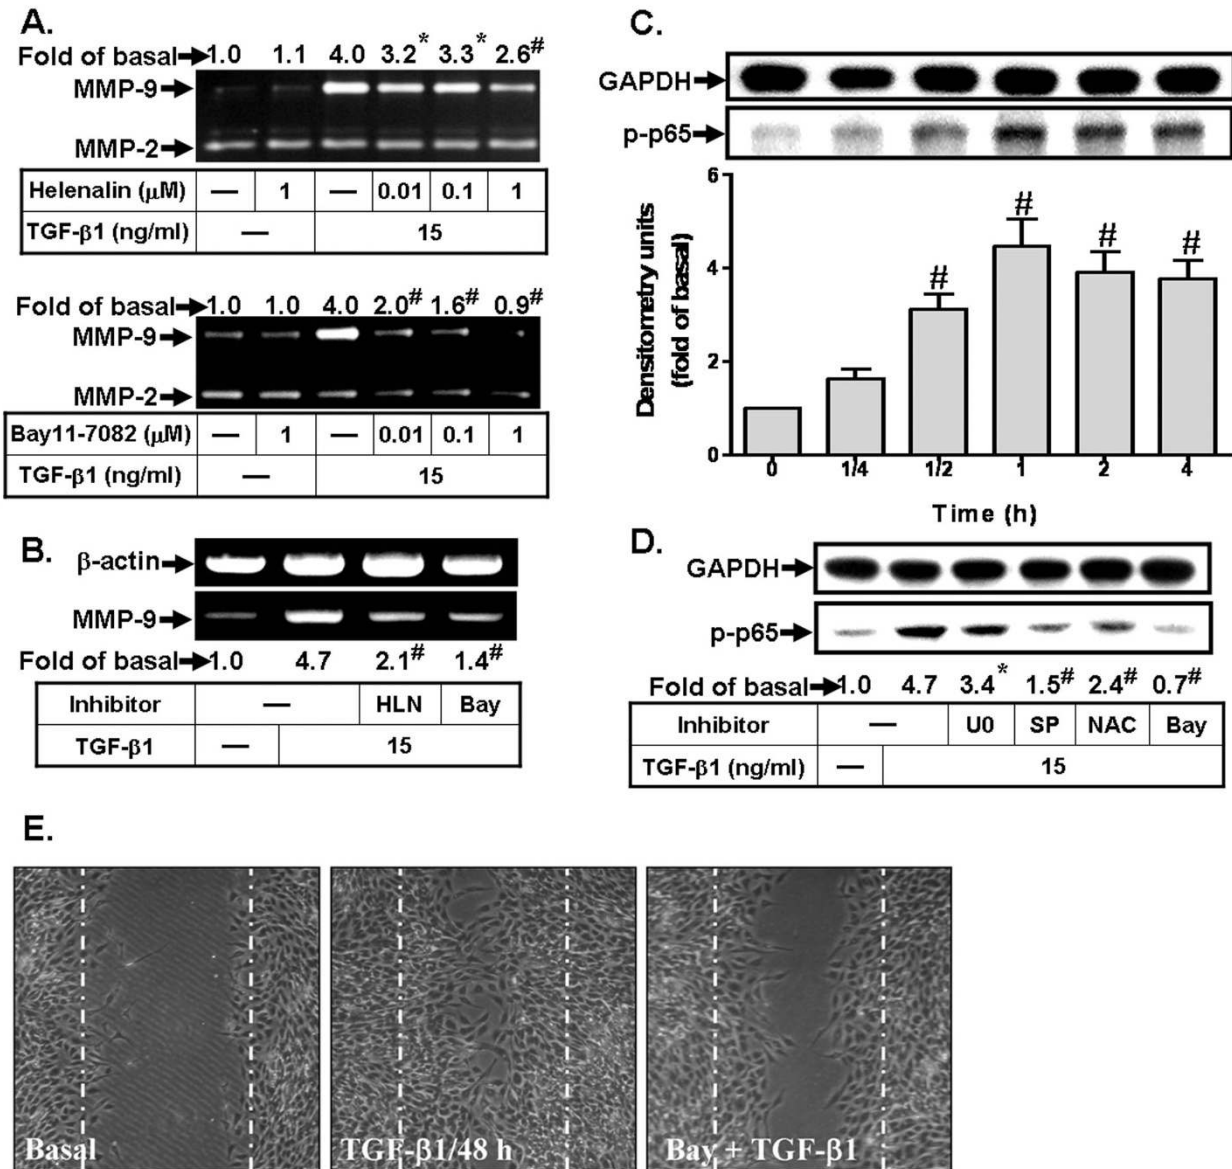 A.
Fold of basal 1.0 1.1 4.0 3.2* 3.3* 2.6#
MMP-9
MMP-2
Helenalin (μM) — 1 — 0.01 0.1 1
TGF-β1 (ng/ml) — 15
Fold of basal 1.0 1.0 4.0 2.0# 1.6# 0.9#
MMP-9
MMP-2
Bay11-7082 (μM) — 1 — 0.01 0.1 1
TGF-β1 (ng/ml) — 15
B.
β-actin
MMP-9
Fold of basal 1.0 4.7 2.1# 1.4#
Inhibitor — HLN Bay
TGF-β1 — 15
C.
GAPDH
p-p65
Densitometry units
(fold of basal)
6
4
2
0
# # # #
0 1/4 1/2 1 2 4
Time (h)
D.
GAPDH
p-p65
Fold of basal 1.0 4.7 3.4* 1.5# 2.4# 0.7#
Inhibitor — U0 SP NAC Bay
TGF-β1 (ng/ml) — 15
E.
Basal
TGF-β1/48 h
Bay + TGF-β1